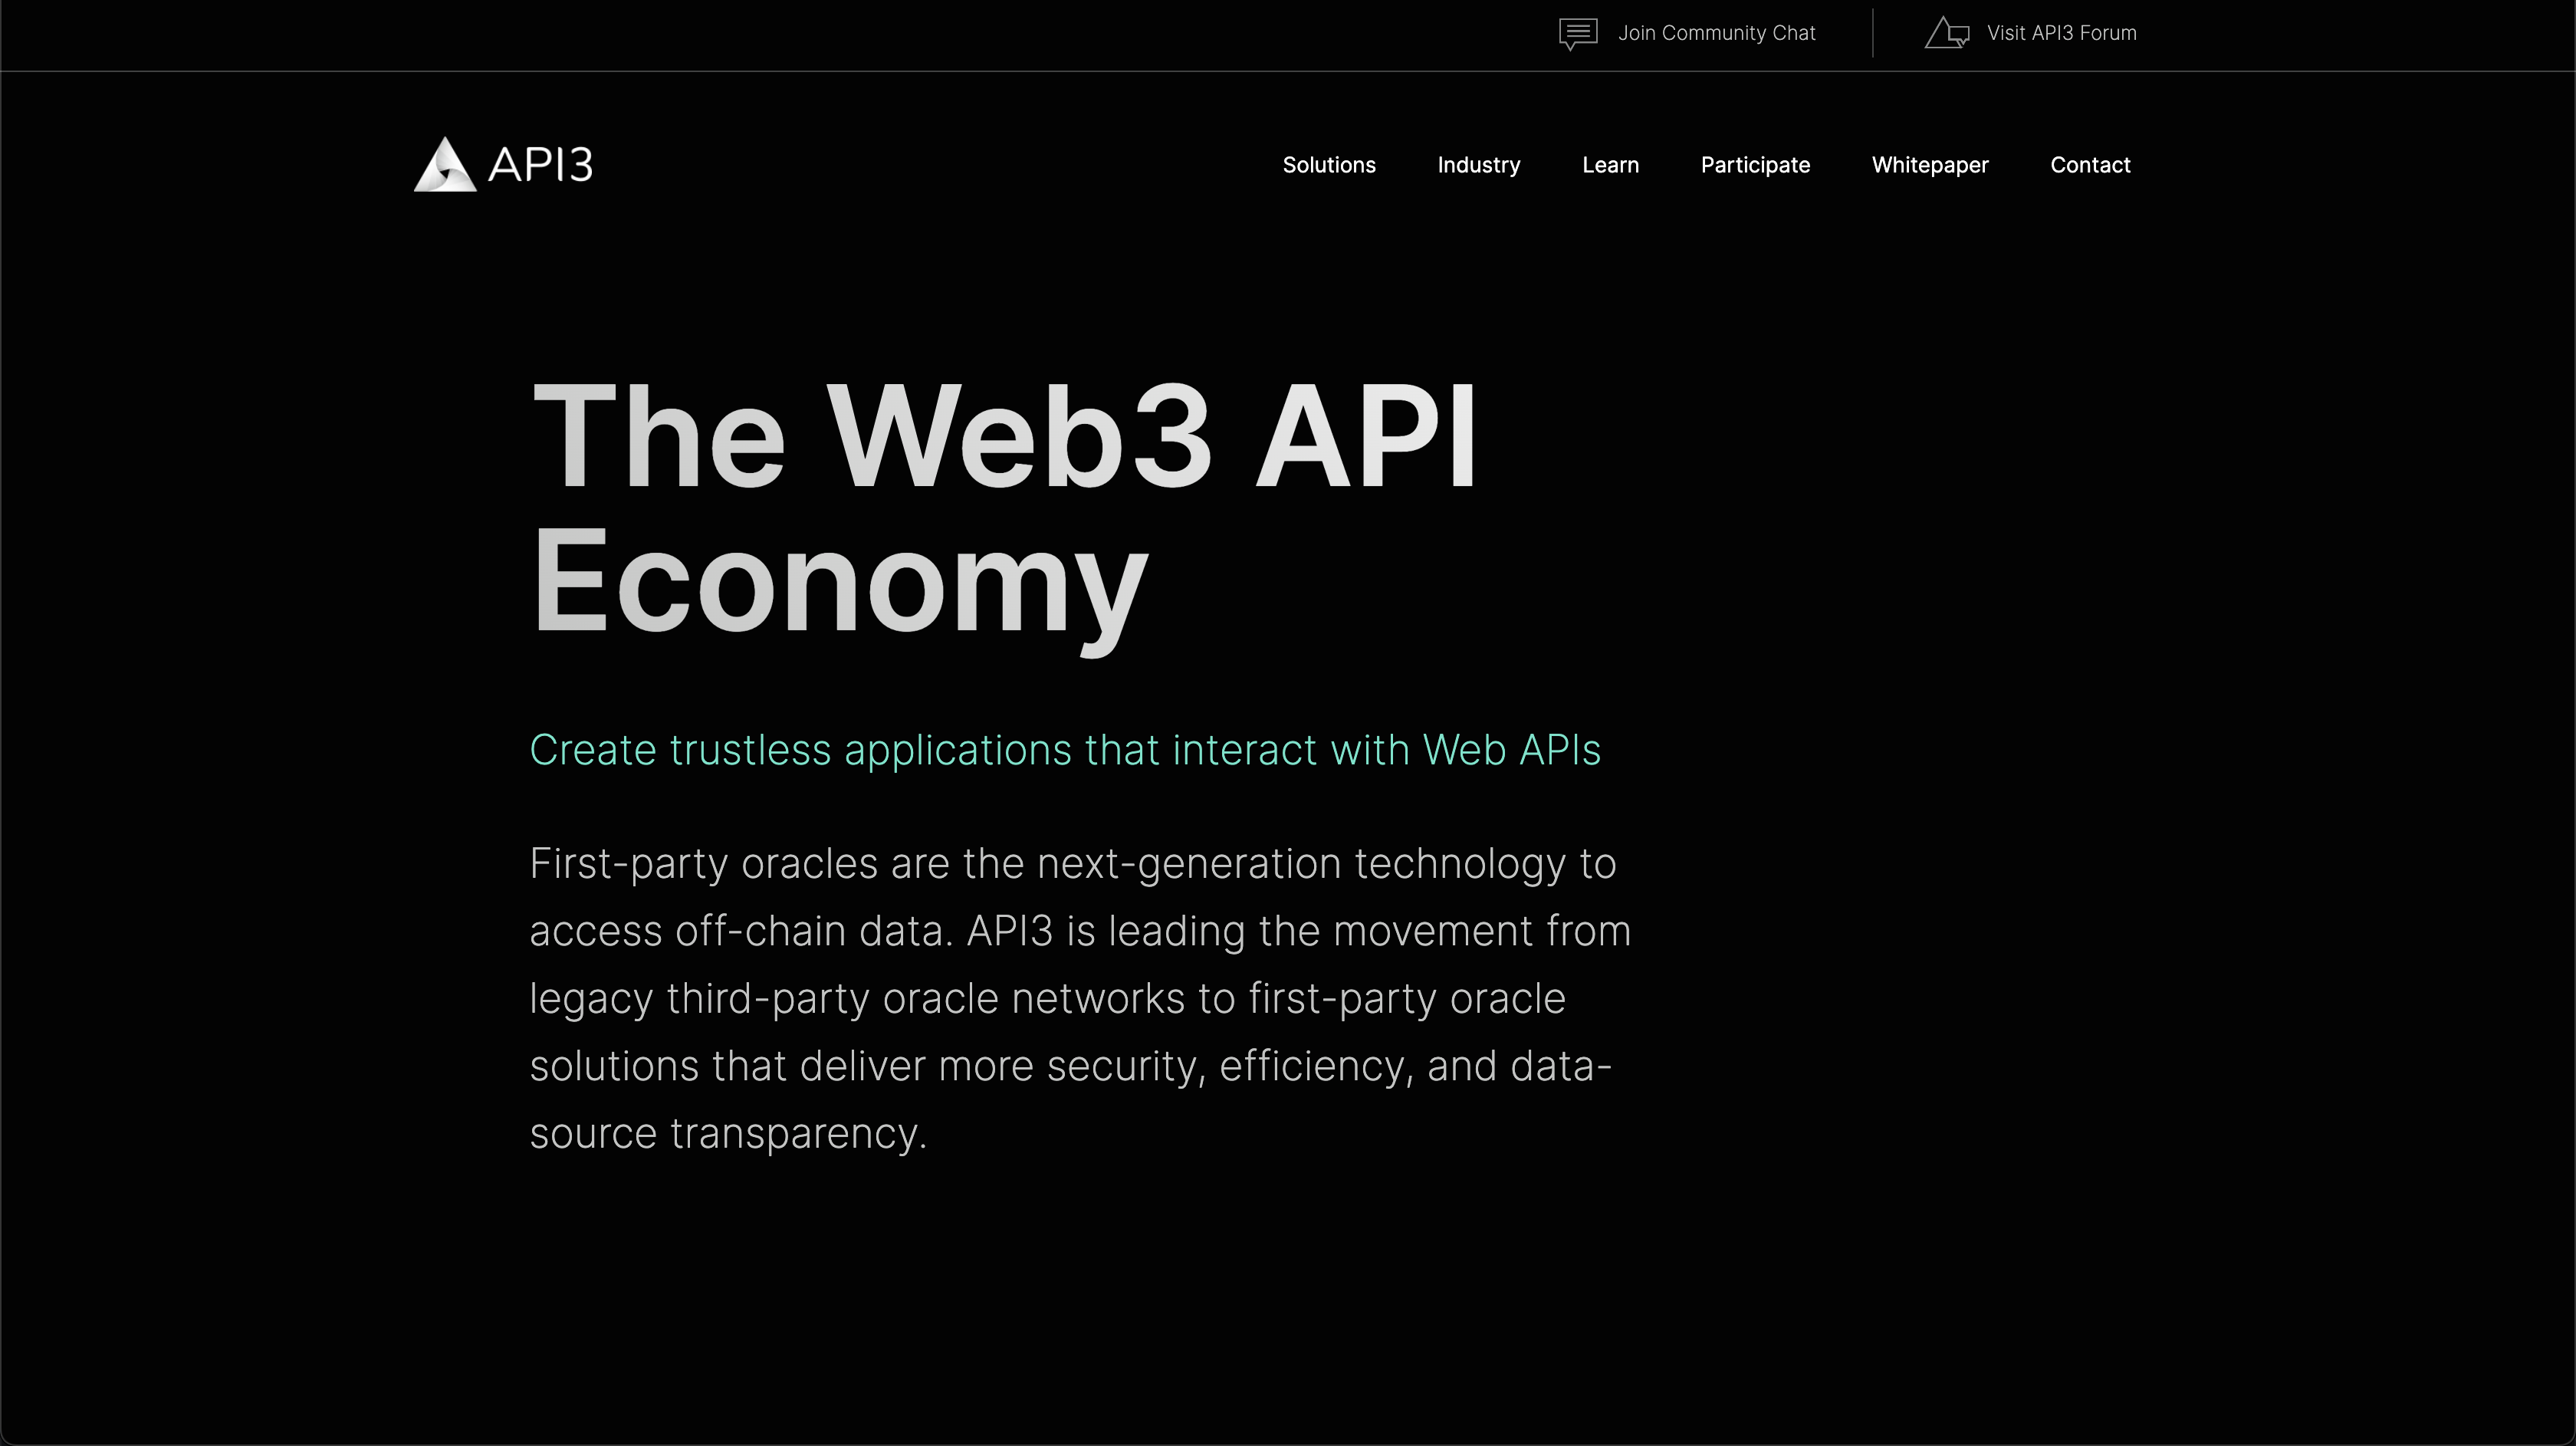 Join Community Chat
Visit API3 Forum
API3
Solutions
Industry
Learn
Participate
Whitepaper
Contact
The Web3 API
Economy
Create trustless applications that interact with Web APIs
First-party oracles are the next-generation technology to
access off-chain data. API3 is leading the movement from
legacy third-party oracle networks to first-party oracle
solutions that deliver more security, efficiency, and data-
source transparency.